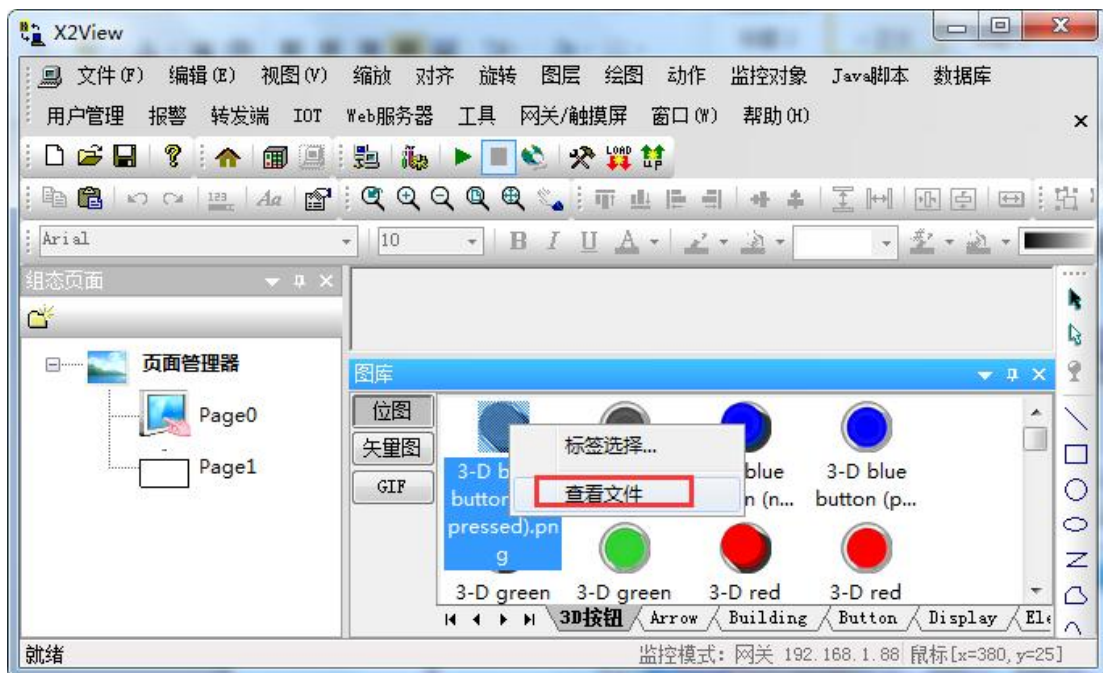 X2View
文件(F) 编辑(E) 视图(V) 缩放 对齐 旋转 图层 绘图 动作 监控对象 Java脚本 数据库
用户管理 报警 转发端 IOT Web服务器 工具 网关/触摸屏 窗口(W) 帮助(H)
LOAD
UP
123
Aa
Arial 10 B I U A
组态页面
页面管理器
Page0
Page1
图库
位图
矢量图
GIF
标签选择...
查看文件
3-D b
button
pressed).pn
g
blue
n (n...
3-D blue
button (p...
3-D green 3-D green 3-D red 3-D red
3D按钮 Arrow Building Button Display Ele
就绪 监控模式: 网关 192.168.1.88 鼠标[x=380, y=25]